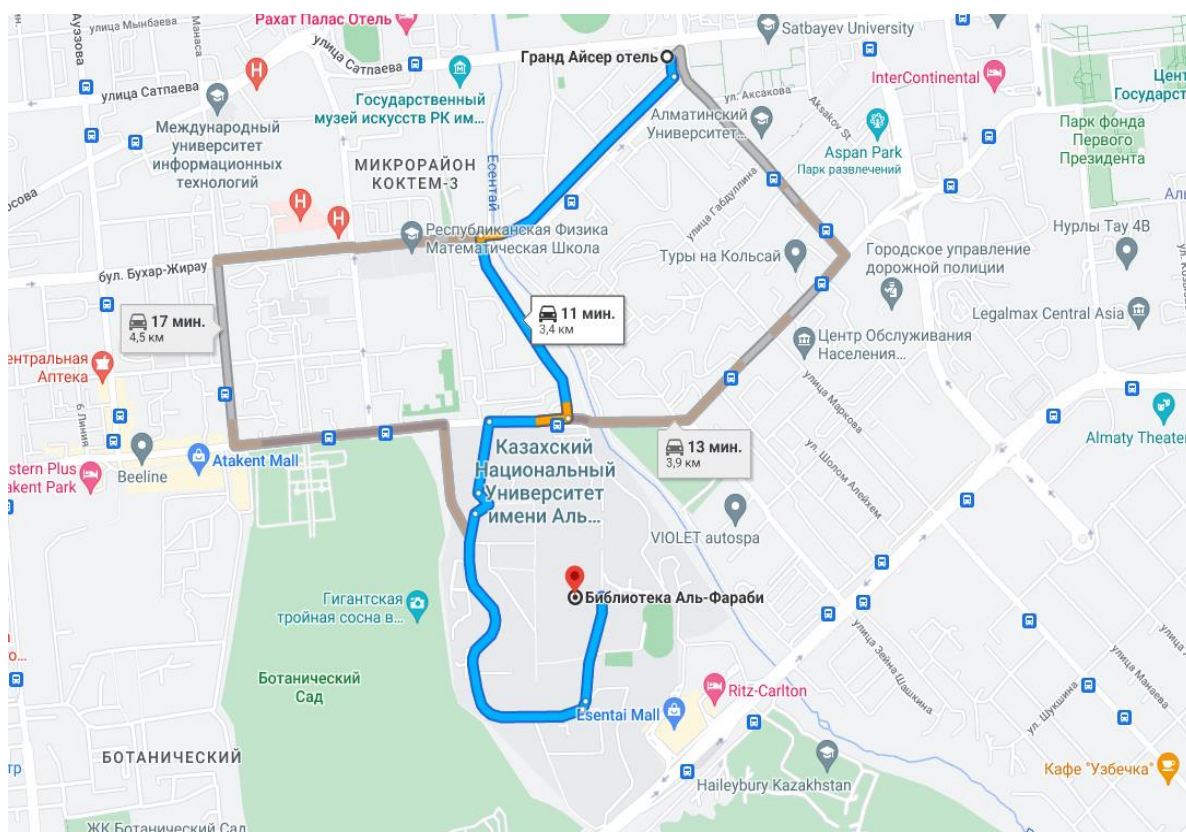 улица Мынбаева
Рахат Палас Отель
Ауэзова
Манаса
улица Сатпаева
Satbayev University
Гранд Айсер отель
InterContinental
улица Сатпаева
Государственный
музей искусств РК им...
ул. Аксакова
Aksakov St.
Международный
университет
информационных
технологий
Алматинский
Университет...
Aspan Park
Парк развлечений
Парк фонда
Первого
Президента
МИКРОРАЙОН
КОКТЕМ-3
Есентай
улица Габдуллина
Республиканская Физика
Математическая Школа
Туры на Кольсай
Городское управление
дорожной полиции
Нурлы Тау 4B
бул. Бухар-Жирау
17 мин.
4,5 км
11 мин.
3,4 км
Legalmax Central Asia
Центр Обслуживания
Населения...
ентральная
Аптека
6 Линия
улица Маркова
Almaty Theater
13 мин.
3,9 км
Казахский
Национальный
Университет
имени Аль...
Atakent Mall
Beeline
stern Plus
akent Park
ул. Шолом Алейхем
VIOLET autospa
Библиотека Аль-Фараби
Гигантская
тройная сосна в...
Ботанический
Сад
улица Зейна Шашкина
улица Манаева
ул. Шукшина
Ritz-Carlton
Esentai Mall
БОТАНИЧЕСКИЙ
Haileybury Kazakhstan
Кафе "Узбечка"
ЖК Ботанический Сад